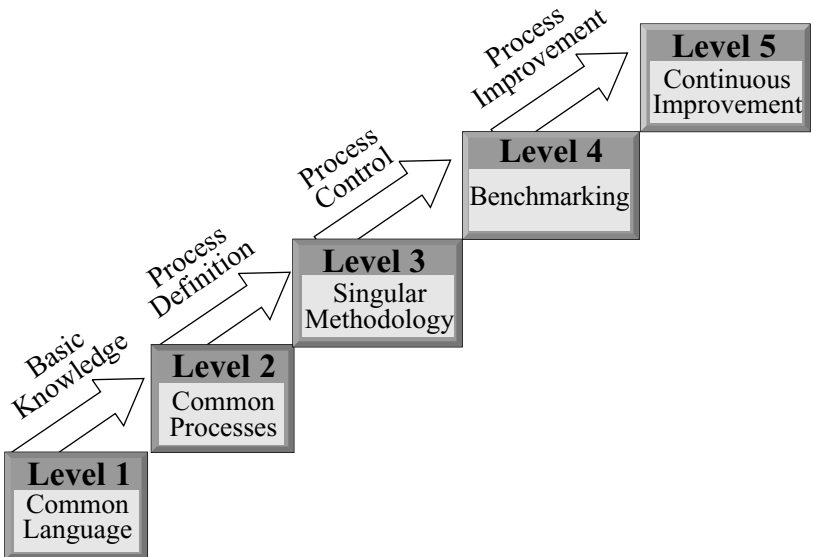 Level 5
Continuous
Improvement
Process
Improvement
Level 4
Benchmarking
Process
Control
Level 3
Singular
Methodology
Process
Definition
Level 2
Common
Processes
Basic
Knowledge
Level 1
Common
Language